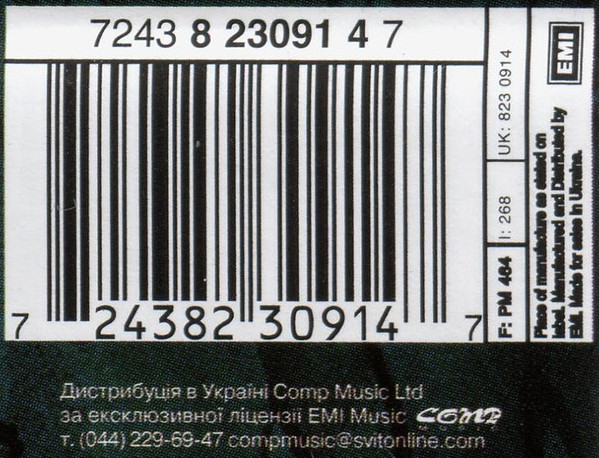 7243 8 23091 4 7
7 24382 30914 7
F: PM 464 I: 268 UK: 823 0914
EMI
Place of manufacture as stated on
label. Manufactured and Distributed by
EMI. Made for sales in Ukraine.
Дистрибуція в Україні Comp Music Ltd
за ексклюзивної ліцензії EMI Music COMP
т. (044) 229-69-47 compmusic@svitonline.com